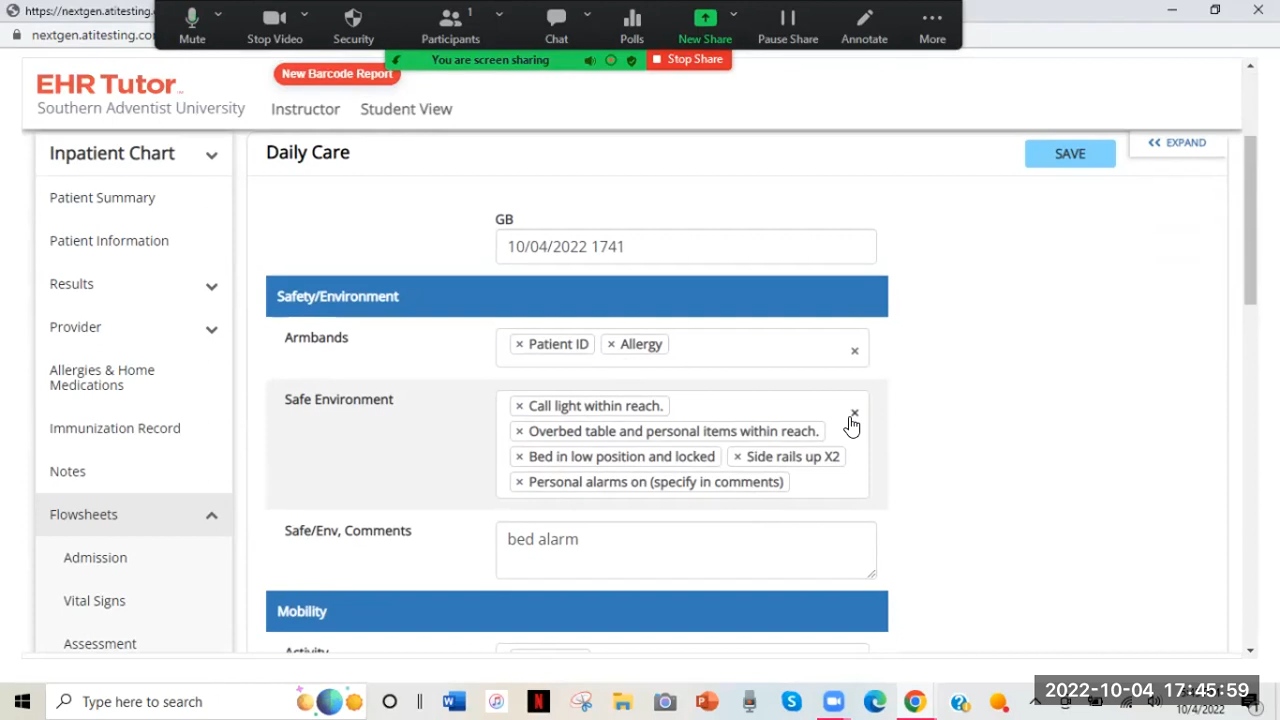 https://nextgen.atitesting
https://
nextgen.atitesting.co
Mute
Stop Video
Security
1
Participants
Chat
Polls
New Share
Pause Share
Annotate
More
You are screen sharing
Stop Share
EHR Tutor
Southern Adventist University
New Barcode Report
Instructor
Student View
Inpatient Chart
Patient Summary
Patient Information
Results
Provider
Allergies & Home
Medications
Immunization Record
Notes
Flowsheets
Admission
Vital Signs
Assessment
Daily Care
SAVE
EXPAND
GB
10/04/2022 1741
Safety/Environment
Armbands
× Patient ID × Allergy
×
Safe Environment
× Call light within reach.
×
× Overbed table and personal items within reach.
× Bed in low position and locked × Side rails up X2
× Personal alarms on (specify in comments)
Safe/Env, Comments
bed alarm
Mobility
Activity
Type here to search
2022-10-04 17:45:59
10/4/2022